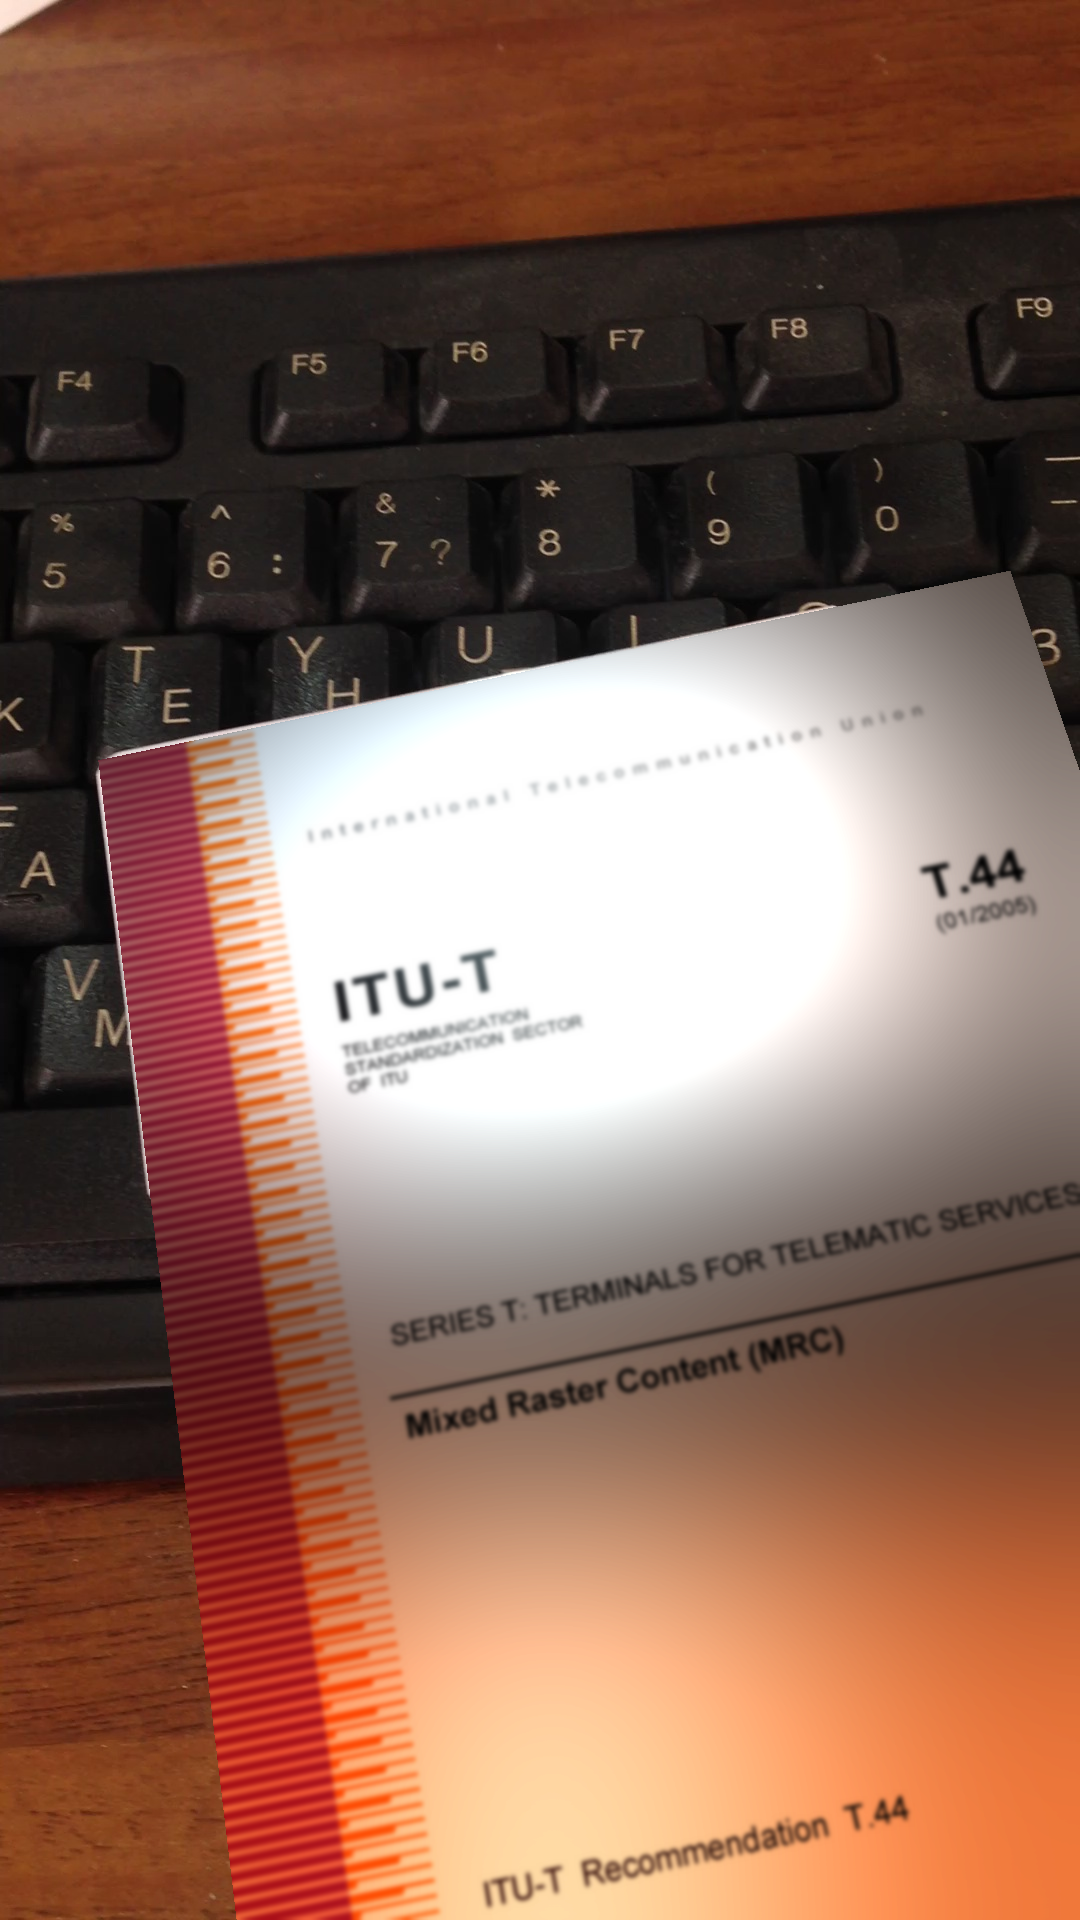 F4 F5 F6 F7 F8 F9
% & * ( )
^
5 6 : 7 ? 8 9 0
T Y U
E H
K
A
V
M
International Telecommunication Union
T.44
(01/2005)
ITU-T
TELECOMMUNICATION
STANDARDIZATION SECTOR
OF ITU
SERIES T: TERMINALS FOR TELEMATIC SERVICES
Mixed Raster Content (MRC)
ITU-T Recommendation T.44